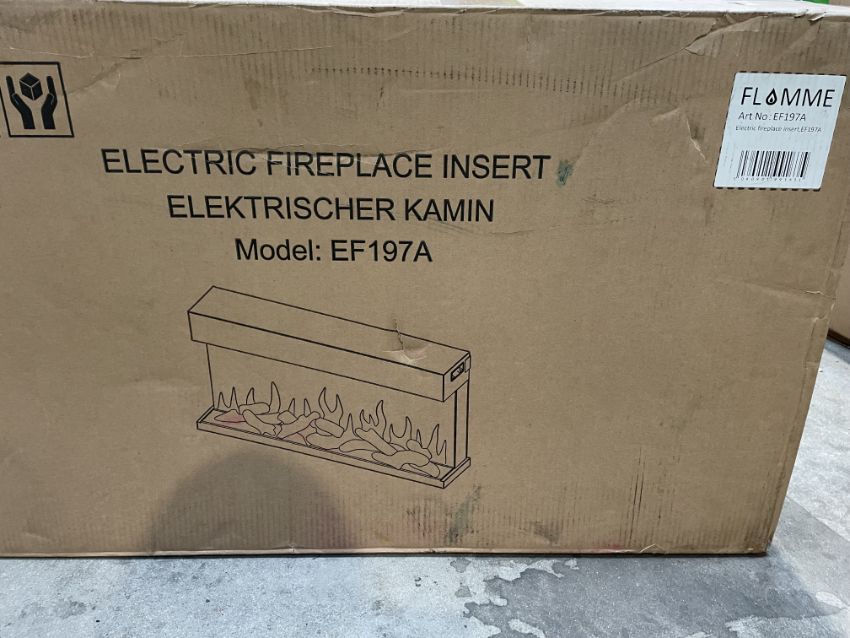 ELECTRIC FIREPLACE INSERT
ELEKTRISCHER KAMIN
Model: EF197A
FLAMME
Art No: EF197A
Electric fireplace insert,EF197A